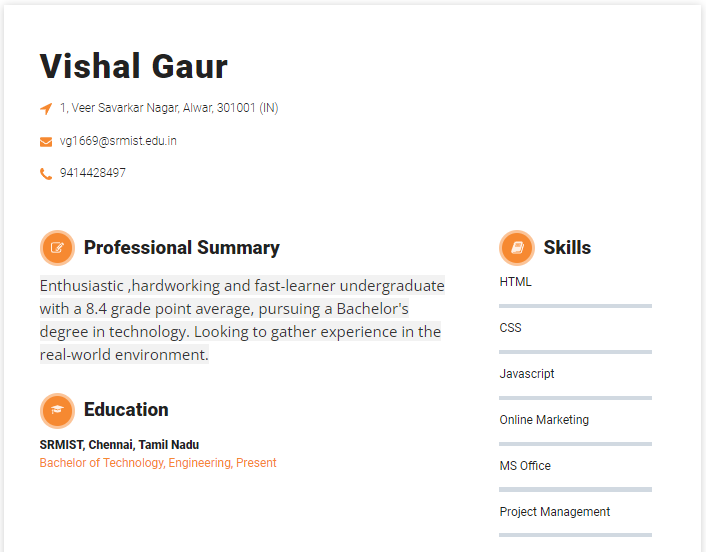 Vishal Gaur
1, Veer Savarkar Nagar, Alwar, 301001 (IN)
vg1669@srmist.edu.in
9414428497
Professional Summary
Enthusiastic ,hardworking and fast-learner undergraduate
with a 8.4 grade point average, pursuing a Bachelor's
degree in technology. Looking to gather experience in the
real-world environment.
Education
SRMIST, Chennai, Tamil Nadu
Bachelor of Technology, Engineering, Present
Skills
HTML
CSS
Javascript
Online Marketing
MS Office
Project Management